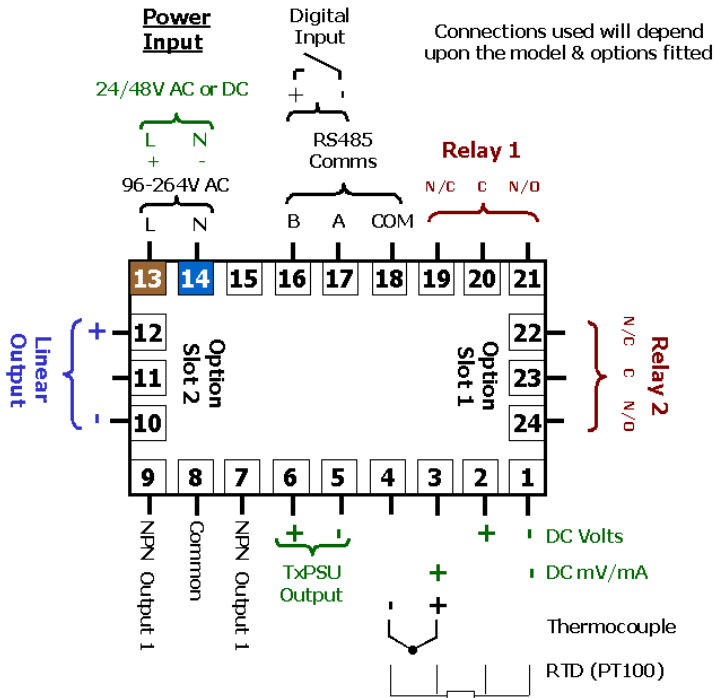 Power
Input
Digital
Input
Connections used will depend
upon the model & options fitted
24/48V AC or DC
+ -
L N
+ -
RS485
Comms
Relay 1
96-264V AC
N/C C N/O
L N
B A COM
13 14 15 16 17 18 19 20 21
Linear
Output
+
-
12
11
10
Option
Slot 2
Option
Slot 1
22
23
24
N/C
C
N/O
Relay 2
9 8 7 6 5 4 3 2 1
NPN Output 1
Common
NPN Output 1
+ -
TxPSU
Output
+ - DC Volts
+ - DC mV/mA
- +
Thermocouple
RTD (PT100)